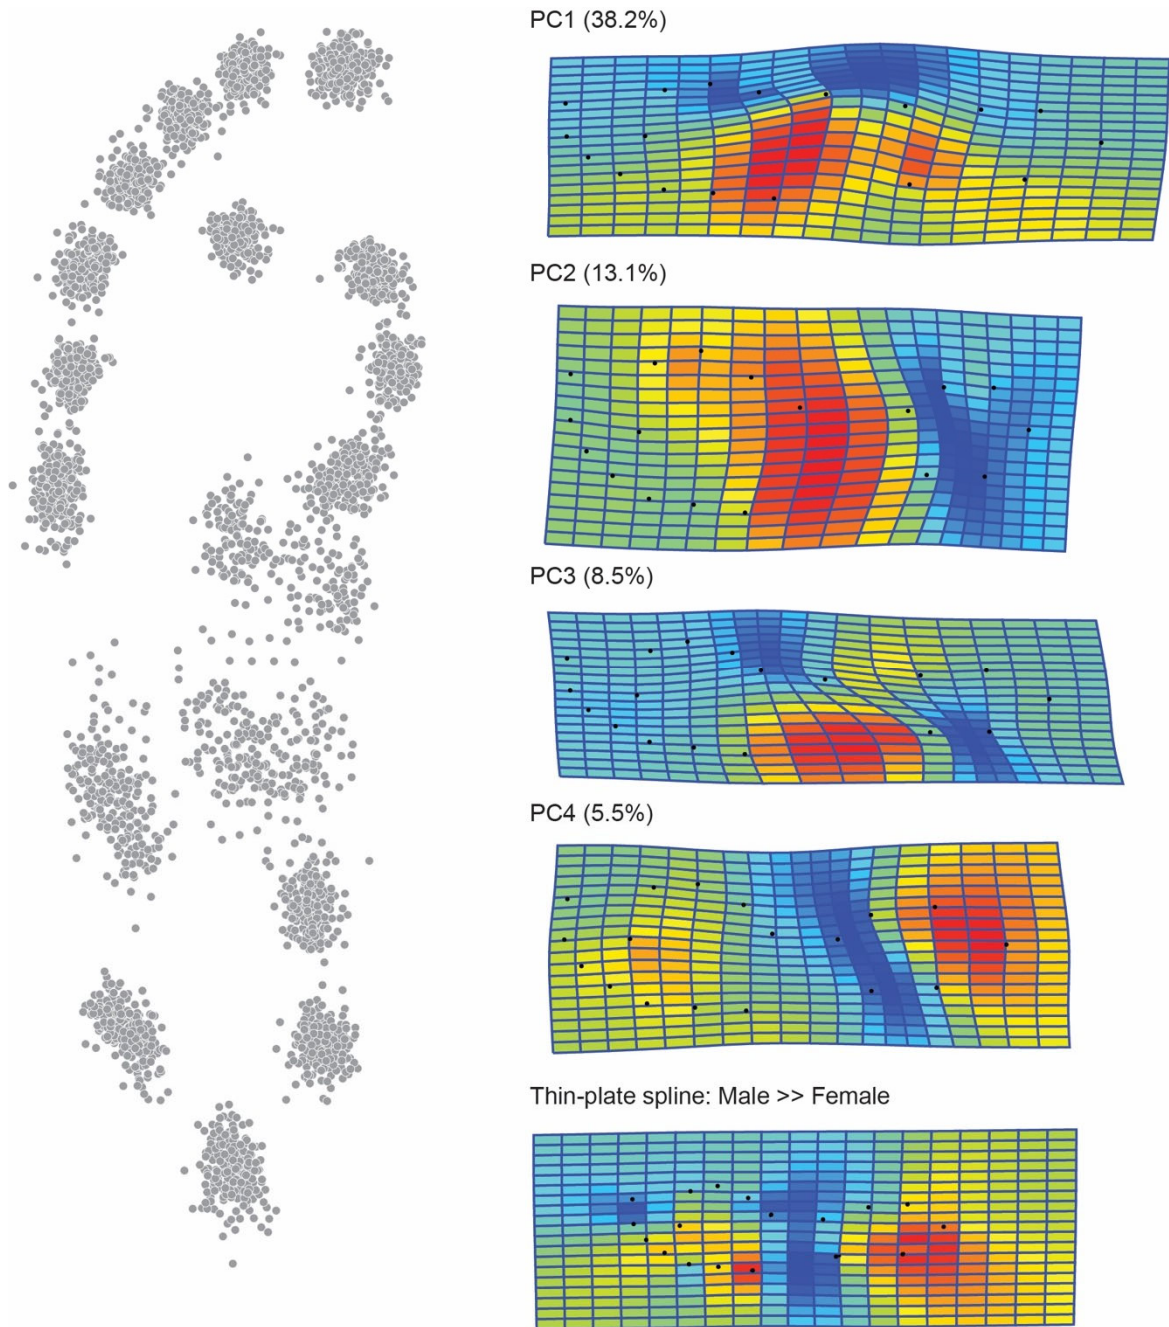 PC1 (38.2%)
PC2 (13.1%)
PC3 (8.5%)
PC4 (5.5%)
Thin-plate spline: Male >> Female